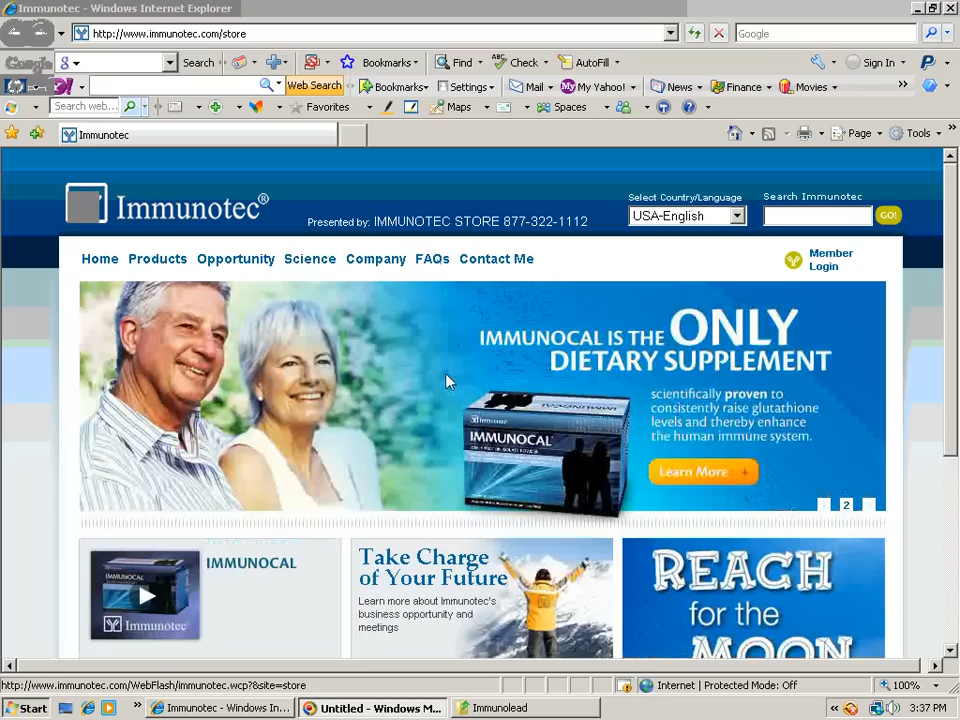 Immunotec - Windows Internet Explorer
http://www.immunotec.com/store
Google
Google
Search
Bookmarks
Find
Check
AutoFill
Sign In
Web Search
Bookmarks
Settings
Mail
My Yahoo!
News
Finance
Movies
Search web...
Favorites
Maps
Spaces
Immunotec
Page
Tools
Immunotec®
Presented by: IMMUNOTEC STORE 877-322-1112
Select Country/Language
USA-English
Search Immunotec
GO!
Home Products Opportunity Science Company FAQs Contact Me
Member
Login
IMMUNOCAL IS THE ONLY
DIETARY SUPPLEMENT
scientifically proven to
consistently raise glutathione
levels and thereby enhance
the human immune system.
Learn More +
IMMUNOCAL
2
IMMUNOCAL
IMMUNOCAL
Immunotec
Take Charge
of Your Future
Learn more about Immunotec's
business opportunity and
meetings
REACH
for the
MOON
http://www.immunotec.com/WebFlash/immunotec.wcp?&site=store
Internet | Protected Mode: Off
100%
Start
Immunotec - Windows In...
Untitled - Windows M...
Immunolead
3:37 PM